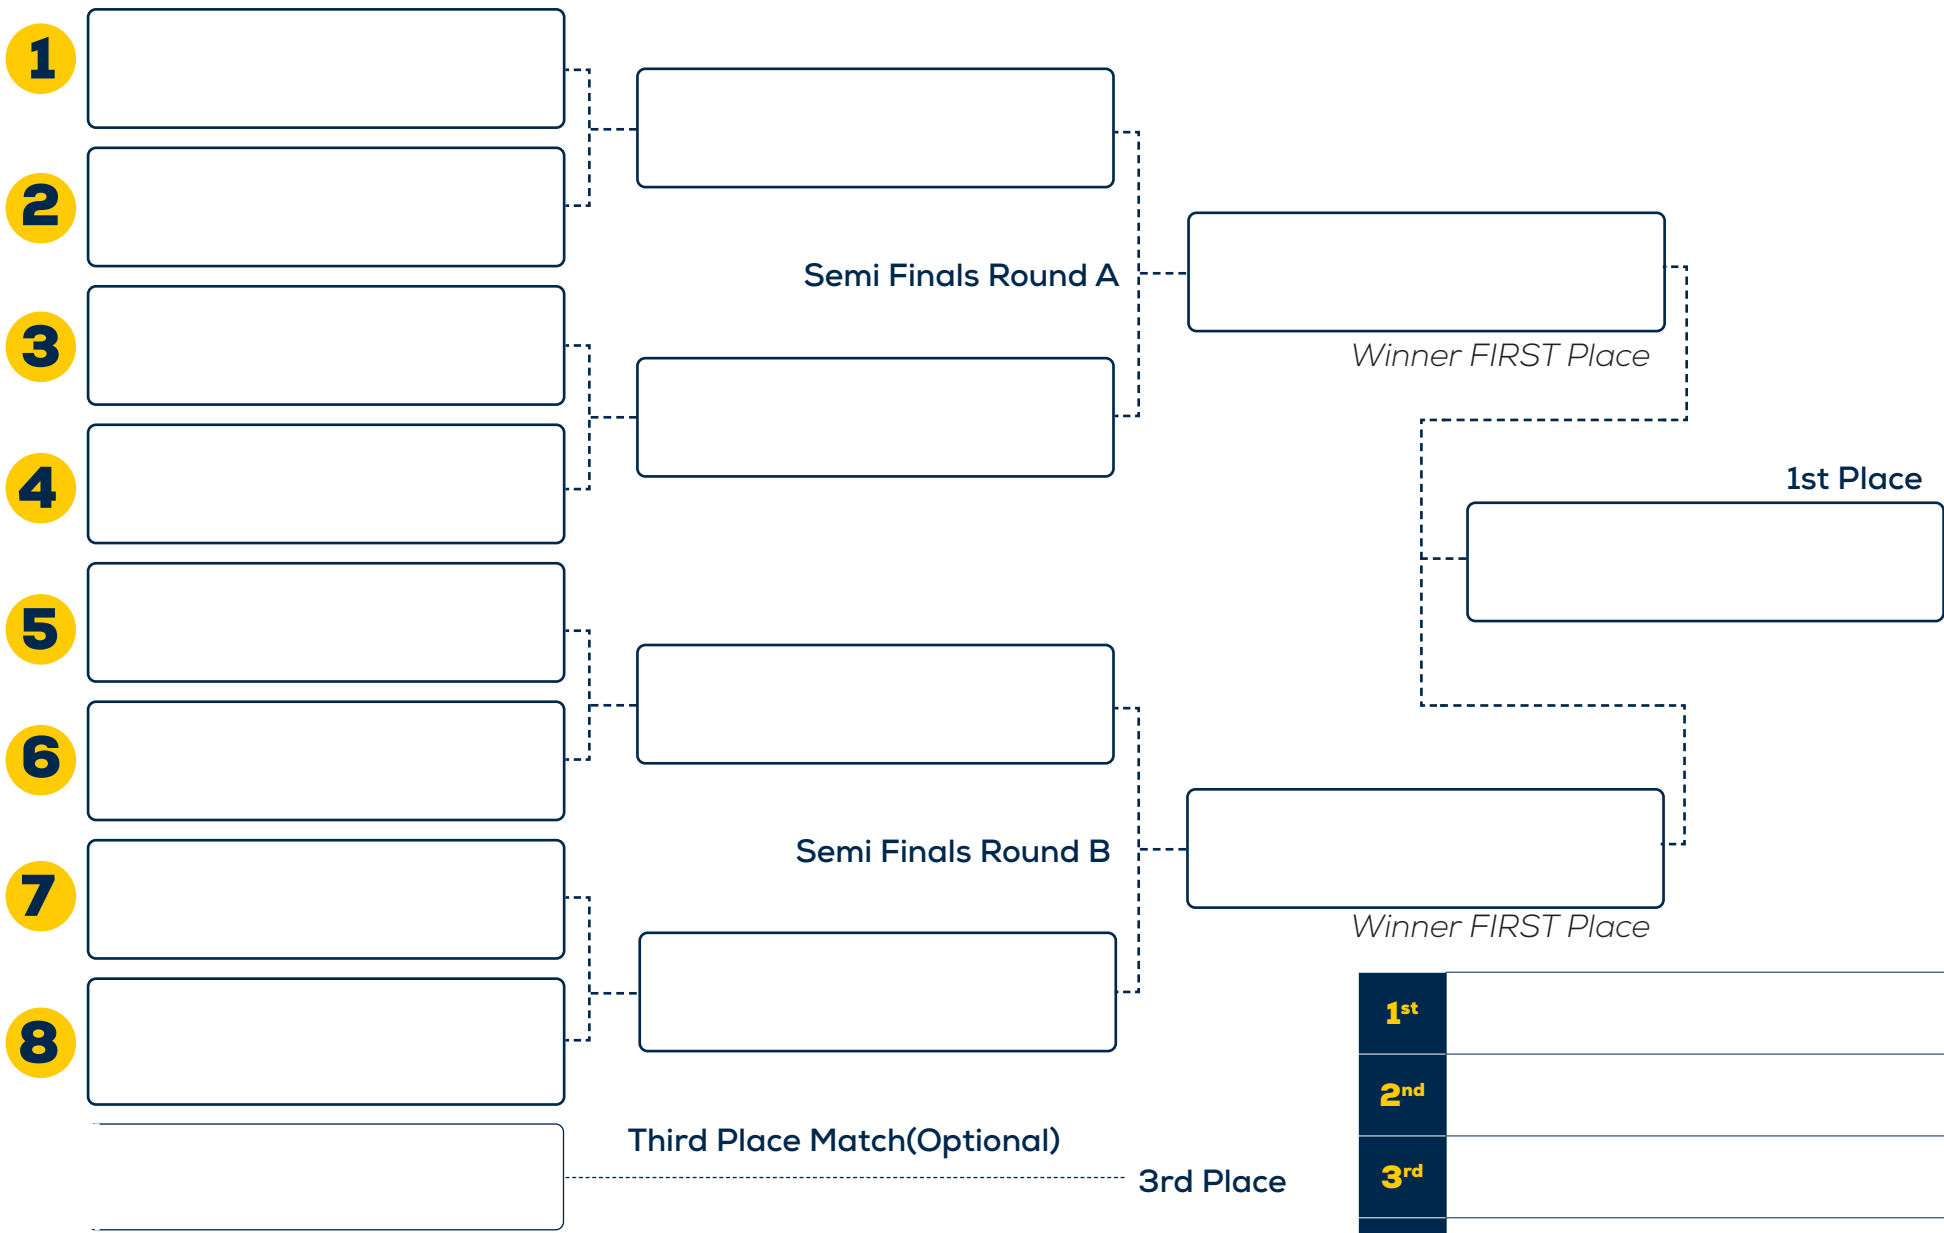 1
2
Semi Finals Round A
3
Winner FIRST Place
4
1st Place
5
6
Semi Finals Round B
7
Winner FIRST Place
1st
8
2nd
Third Place Match(Optional)
3rd Place
3rd